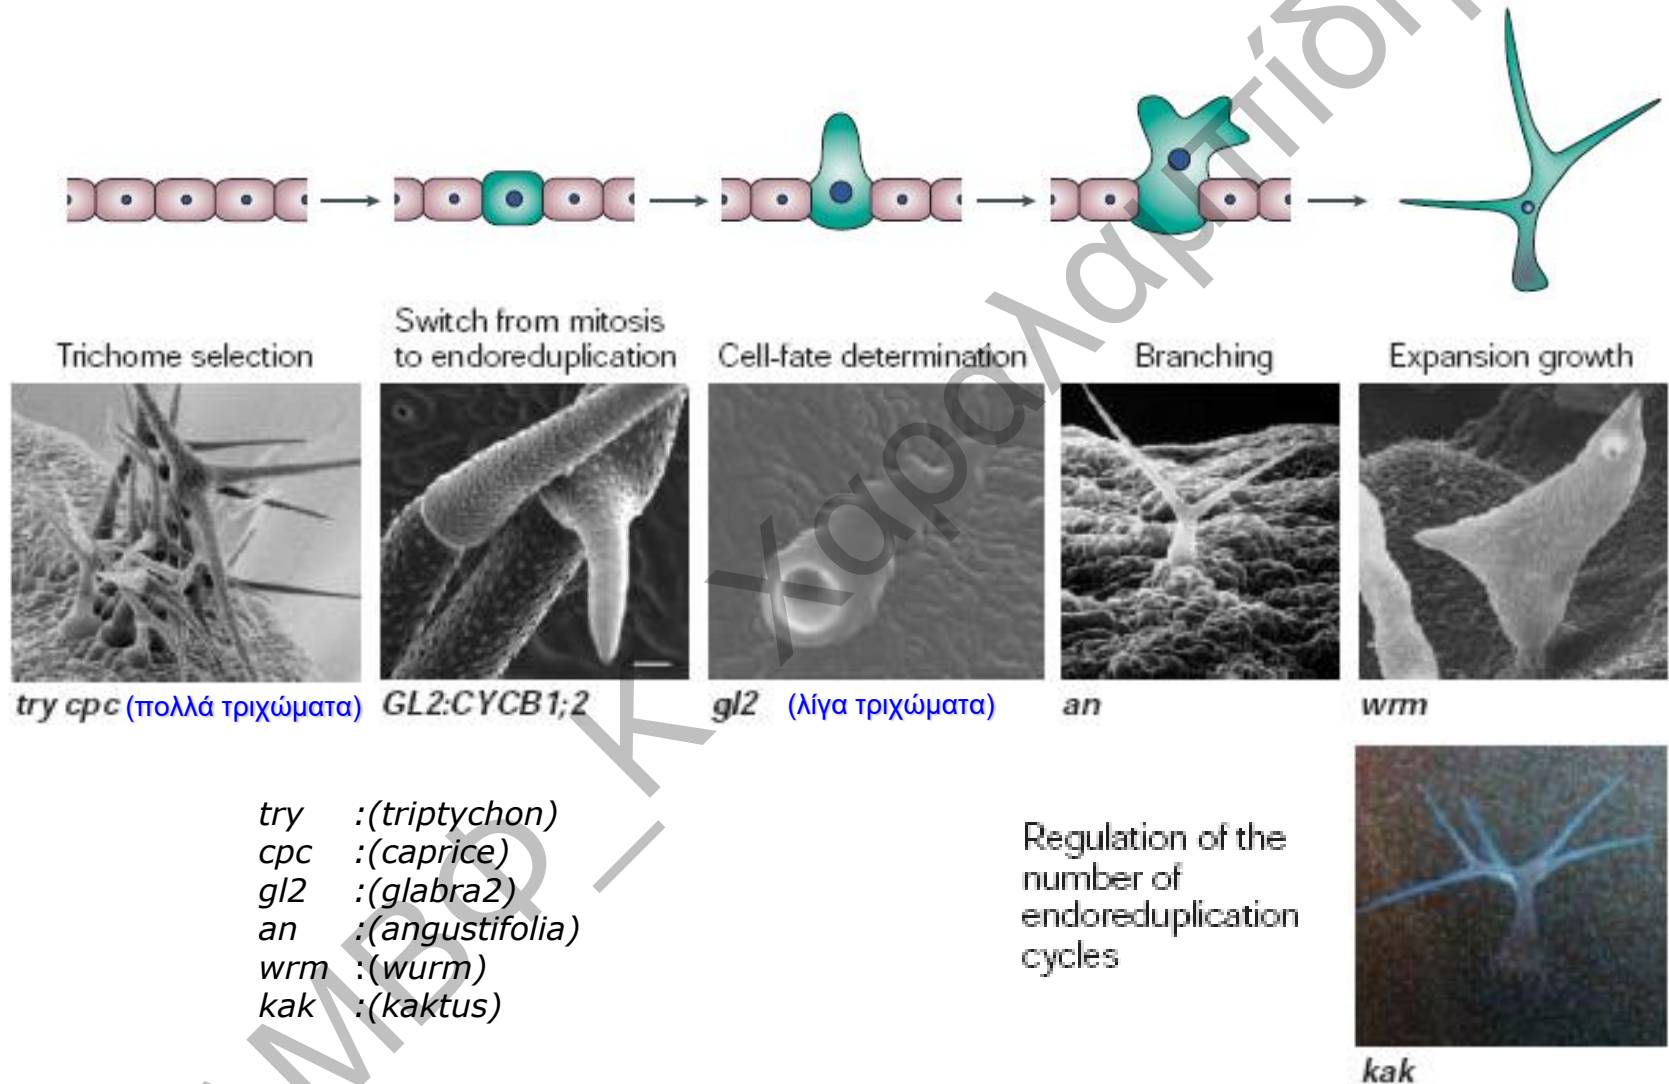 Trichome selection
Switch from mitosis
to endoreduplication
Cell-fate determination
Branching
Expansion growth
try cpc (πολλά τριχώματα)
GL2:CYCB1;2
gl2 (λίγα τριχώματα)
an
wrm
try :(triptychon)
cpc :(caprice)
gl2 :(glabra2)
an :(angustifolia)
wrm :(wurm)
kak :(kaktus)
Regulation of the
number of
endoreduplication
cycles
kak
ΜΒΦ_Κ Χαραλαμπίδη